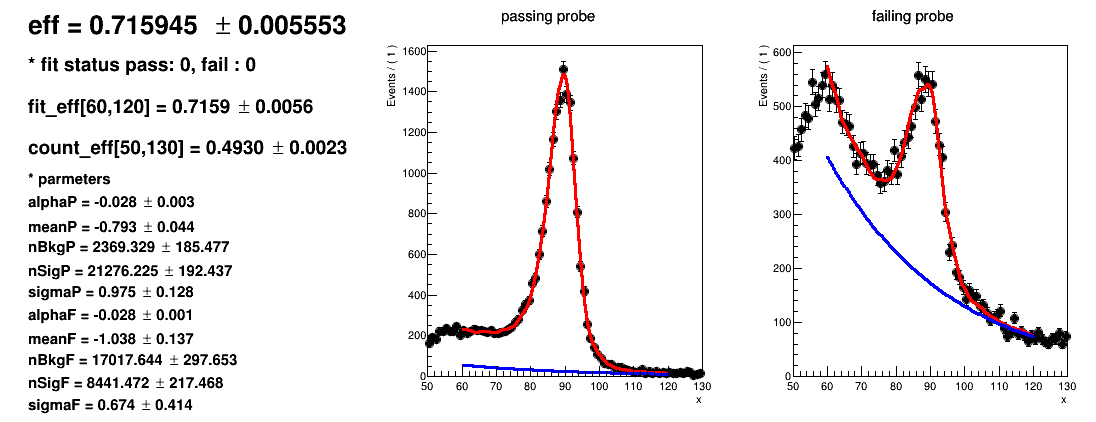 eff = 0.715945 ± 0.005553
* fit status pass: 0, fail : 0
fit_eff[60,120] = 0.7159 ± 0.0056
count_eff[50,130] = 0.4930 ± 0.0023
* parmeters
alphaP = -0.028 ± 0.003
meanP = -0.793 ± 0.044
nBkgP = 2369.329 ± 185.477
nSigP = 21276.225 ± 192.437
sigmaP = 0.975 ± 0.128
alphaF = -0.028 ± 0.001
meanF = -1.038 ± 0.137
nBkgF = 17017.644 ± 297.653
nSigF = 8441.472 ± 217.468
sigmaF = 0.674 ± 0.414
passing probe
Events / ( 1 )
1600
1400
1200
1000
800
600
400
200
0
50 60 70 80 90 100 110 120 130
x
failing probe
Events / ( 1 )
600
500
400
300
200
100
0
50 60 70 80 90 100 110 120 130
x